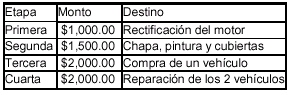 Etapa Monto Destino
Primera $1,000.00 Rectificación del motor
Segunda $1,500.00 Chapa, pintura y cubiertas
Tercera $2,000.00 Compra de un vehículo
Cuarta $2,000.00 Reparación de los 2 vehículos